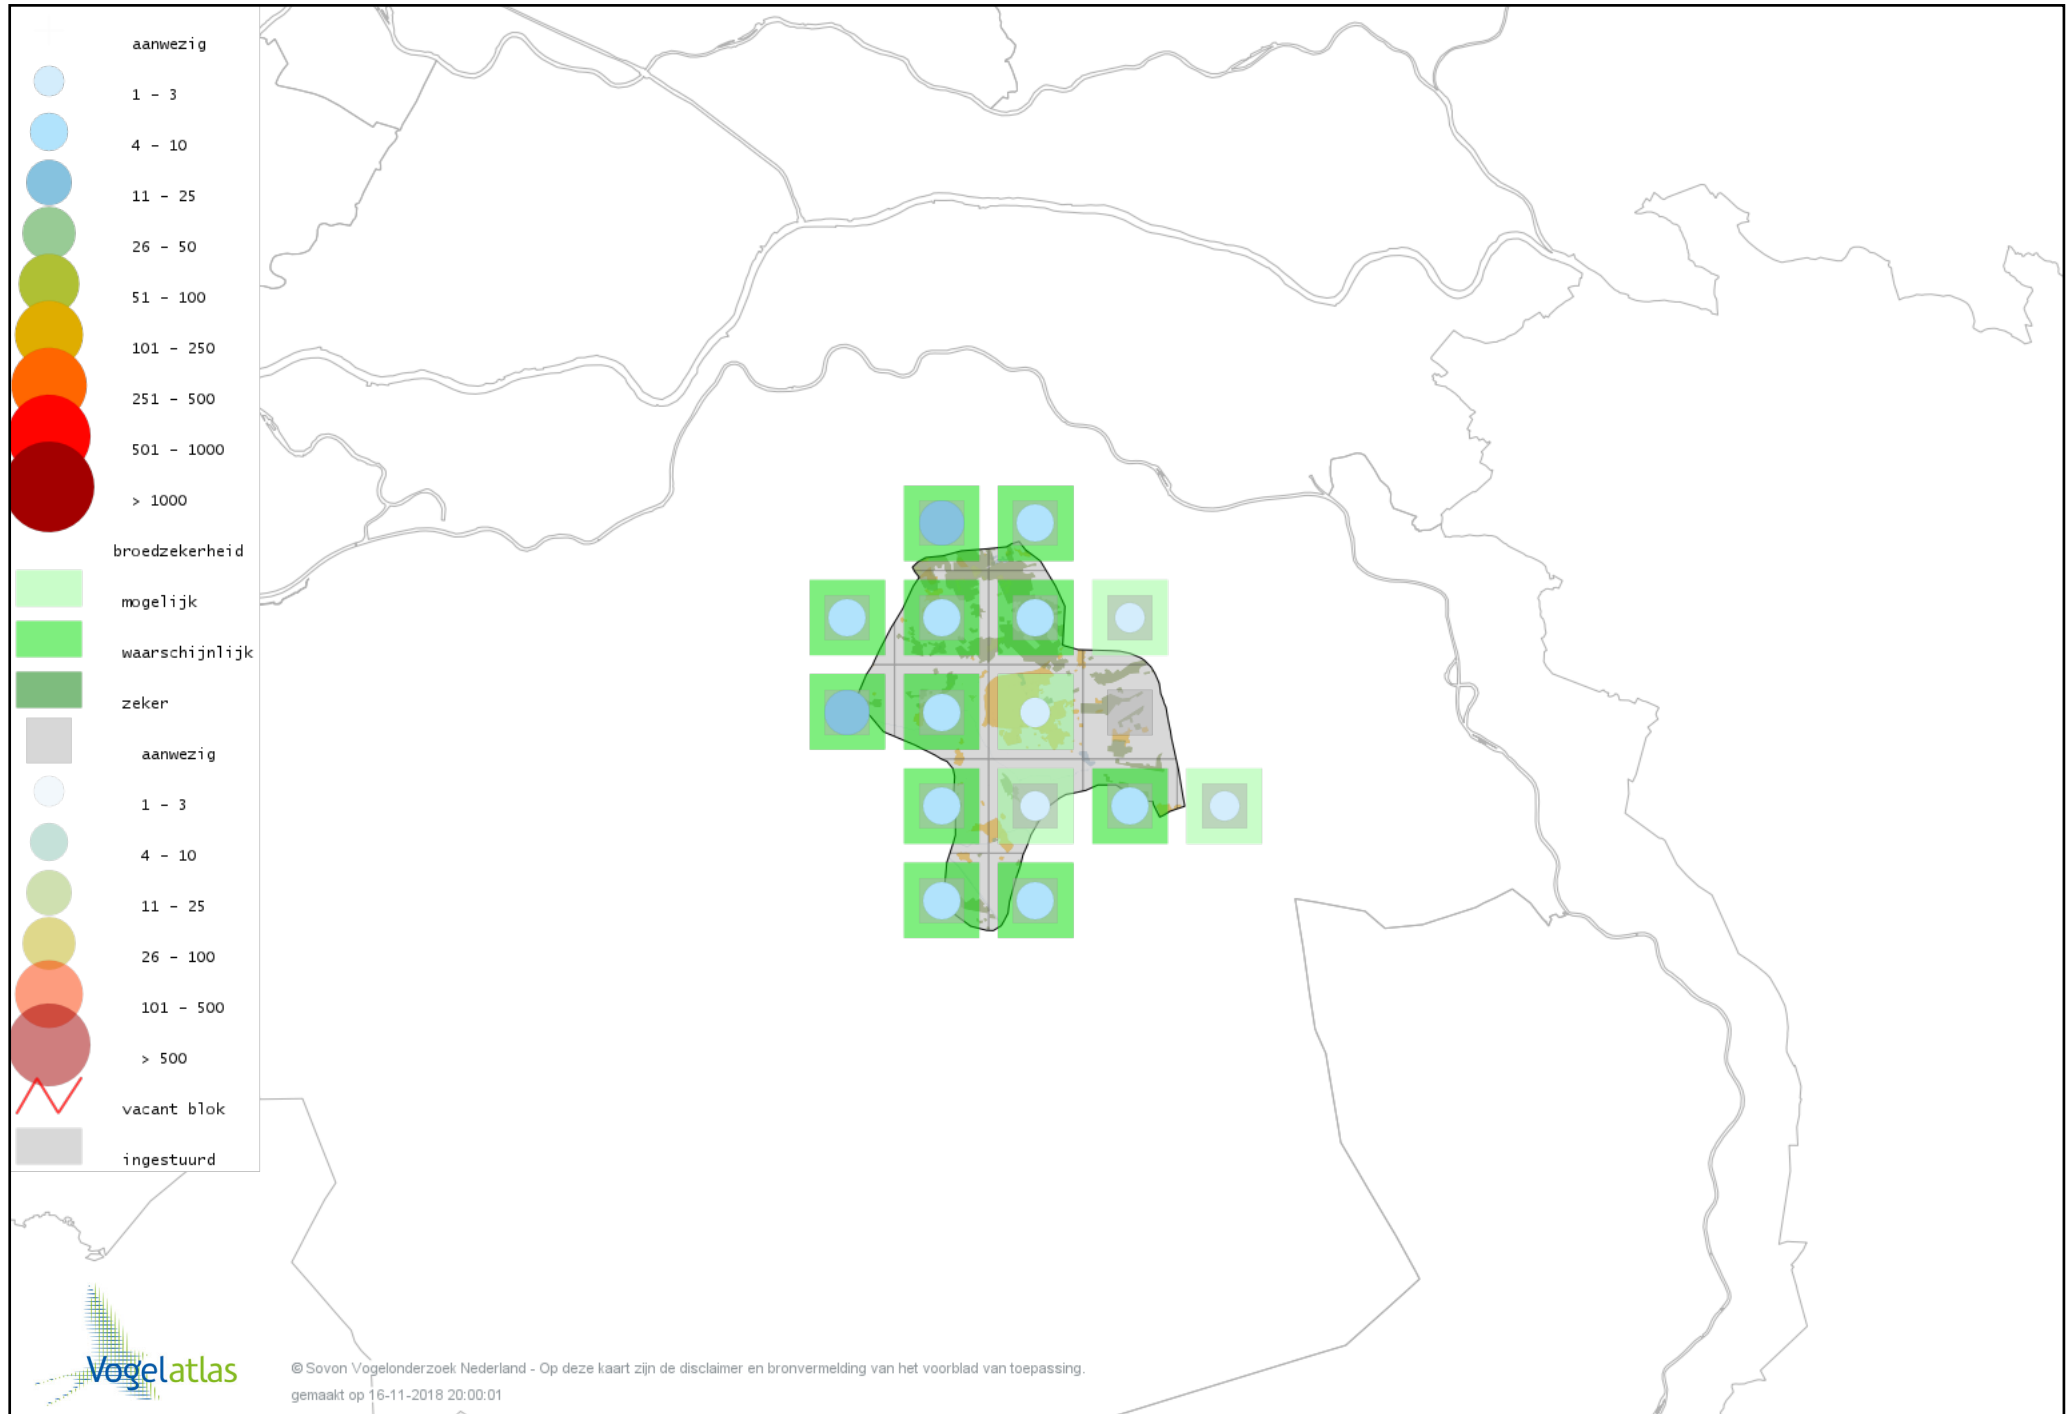 aanwezig
1 - 3
4 - 10
11 - 25
26 - 50
51 - 100
101 - 250
251 - 500
501 - 1000
> 1000
broedzekerheid
mogelijk
waarschijnlijk
zeker
aanwezig
1 - 3
4 - 10
11 - 25
26 - 100
101 - 500
> 500
vacant blok
ingestuurd
Vogelatlas
© Sovon Vogelonderzoek Nederland - Op deze kaart zijn de disclaimer en bronvermelding van het voorblad van toepassing.
gemaakt op 16-11-2018 20:00:01